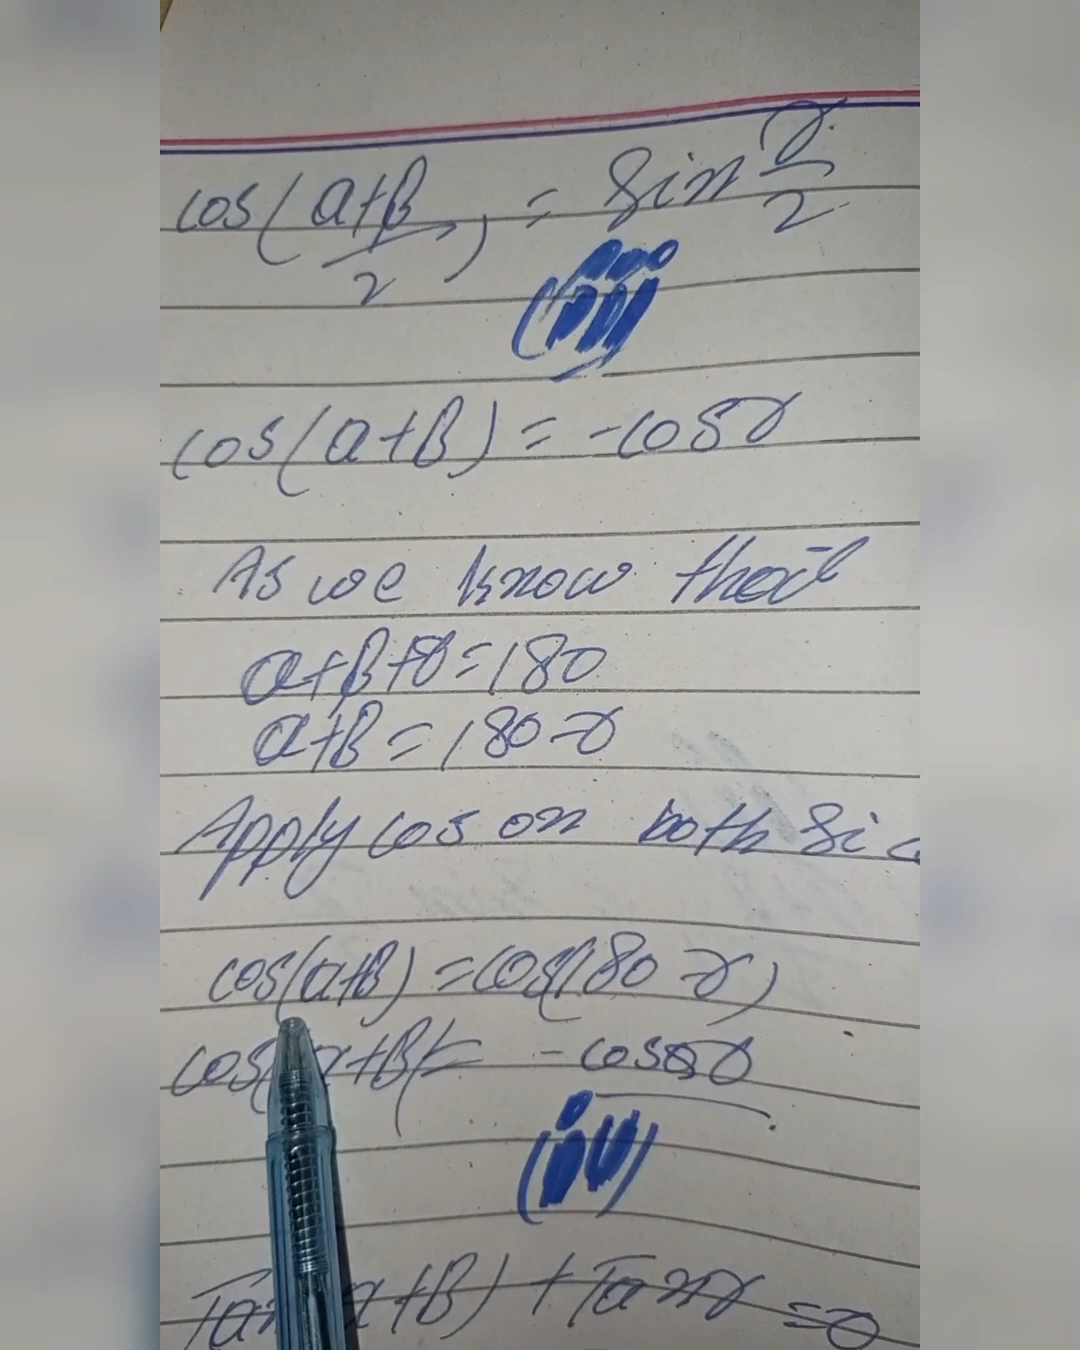 cos(α+β/2) = Sin γ/2
(iii)
cos(α+β) = -cosγ
As we know that
α+β+γ=180
α+β=180-γ
Apply cos on both Si
cos(α+β) =cos(180-γ)
cos(α+β)= -cosγ
(iv)
Tan(α+β) +Tanγ =0